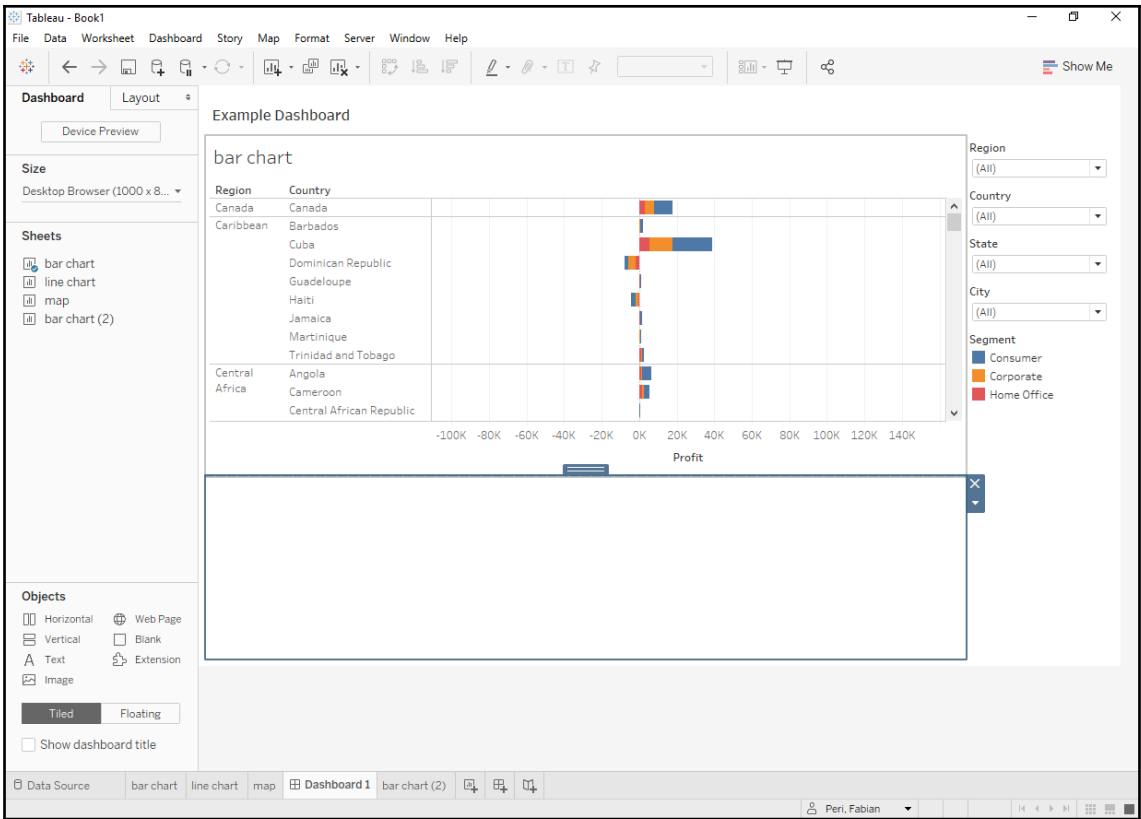 Tableau - Book1
File Data Worksheet Dashboard Story Map Format Server Window Help
Show Me
Dashboard Layout
Device Preview
Size
Desktop Browser (1000 x 8...
Sheets
bar chart
line chart
map
bar chart (2)
Objects
Horizontal Web Page
Vertical Blank
A Text Extension
Image
Tiled Floating
Show dashboard title
Example Dashboard
bar chart
Region Country
Canada Canada
Caribbean Barbados
Cuba
Dominican Republic
Guadeloupe
Haiti
Jamaica
Martinique
Trinidad and Tobago
Central Angola
Africa Cameroon
Central African Republic
-100K -80K -60K -40K -20K 0K 20K 40K 60K 80K 100K 120K 140K
Profit
Region
(All)
Country
(All)
State
(All)
City
(All)
Segment
Consumer
Corporate
Home Office
Data Source bar chart line chart map Dashboard 1 bar chart (2)
Peri, Fabian